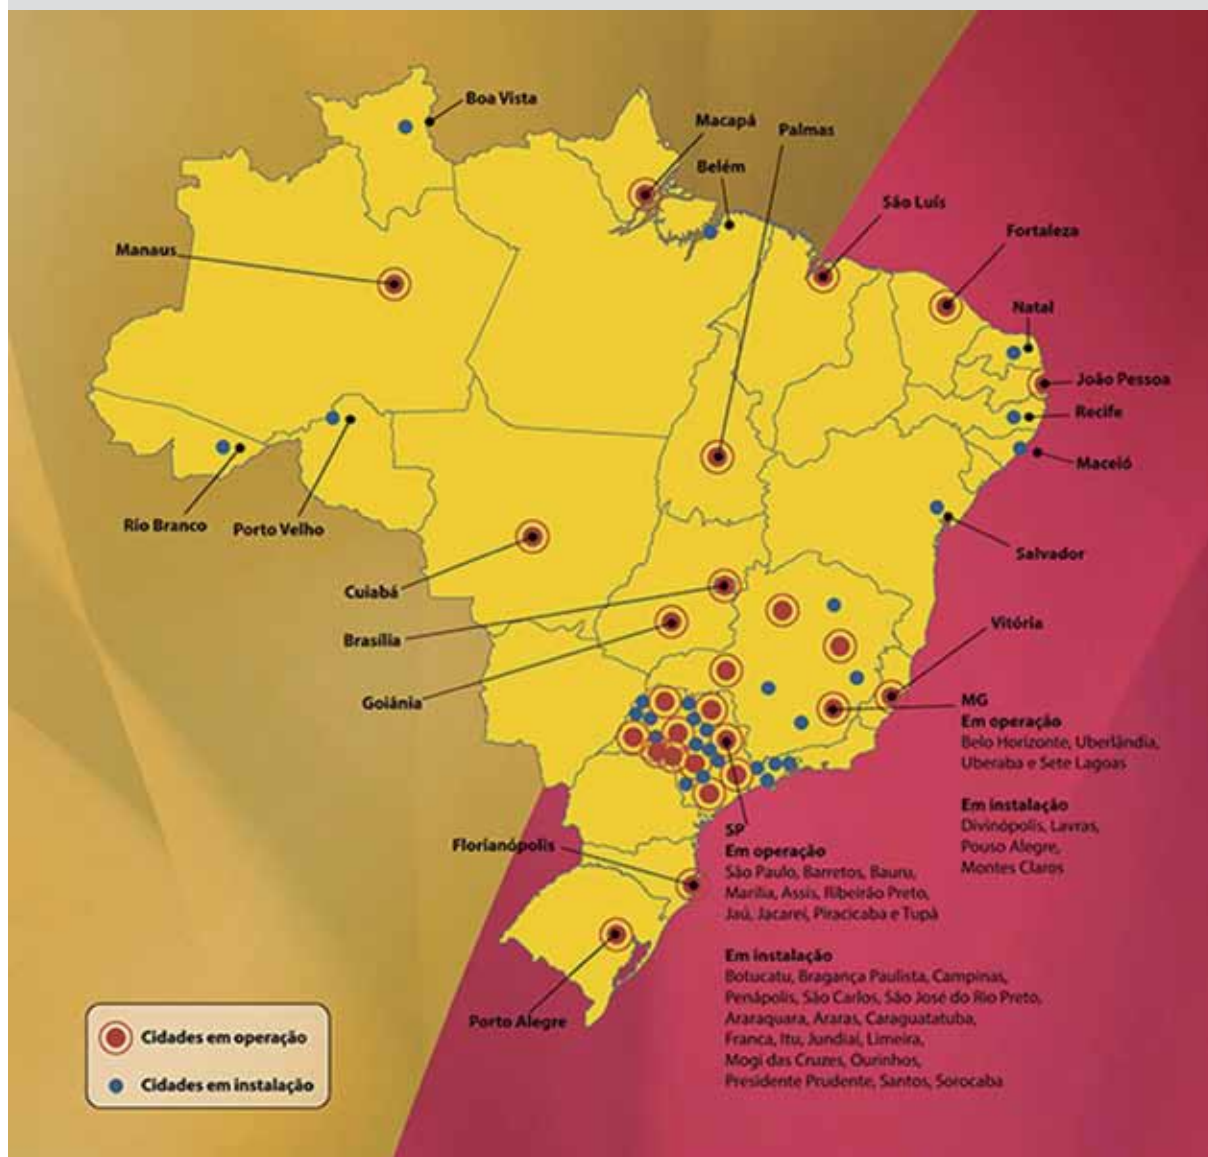 Boa Vista
Macapá
Palmas
Belém
São Luís
Fortaleza
Manaus
Natal
João Pessoa
Recife
Maceió
Rio Branco
Porto Velho
Salvador
Cuiabá
Brasília
Vitória
Goiânia
MG
Em operação
Belo Horizonte, Uberlândia,
Uberaba e Sete Lagoas
Em instalação
Divinópolis, Lavras,
Pouso Alegre,
Montes Claros
Florianópolis
SP
Em operação
São Paulo, Barretos, Bauru,
Marília, Assis, Ribeirão Preto,
Jaú, Jacareí, Piracicaba e Tupã
Em instalação
Botucatu, Bragança Paulista, Campinas,
Penápolis, São Carlos, São José do Rio Preto,
Araraquara, Araras, Caraguatatuba,
Franca, Itu, Jundiaí, Limeira,
Mogi das Cruzes, Ourinhos,
Presidente Prudente, Santos, Sorocaba
Porto Alegre
Cidades em operação
Cidades em instalação